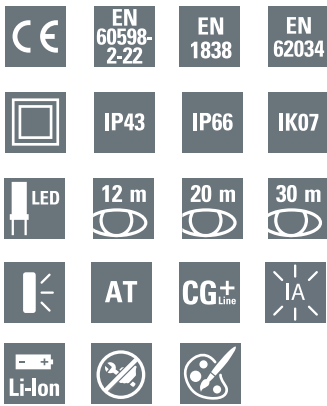 CE
EN
60598-
2-22
EN
1838
EN
62034
IP43
IP66
IK07
LED
12 m
20 m
30 m
AT
CG+
Line
IA
- +
Li-Ion